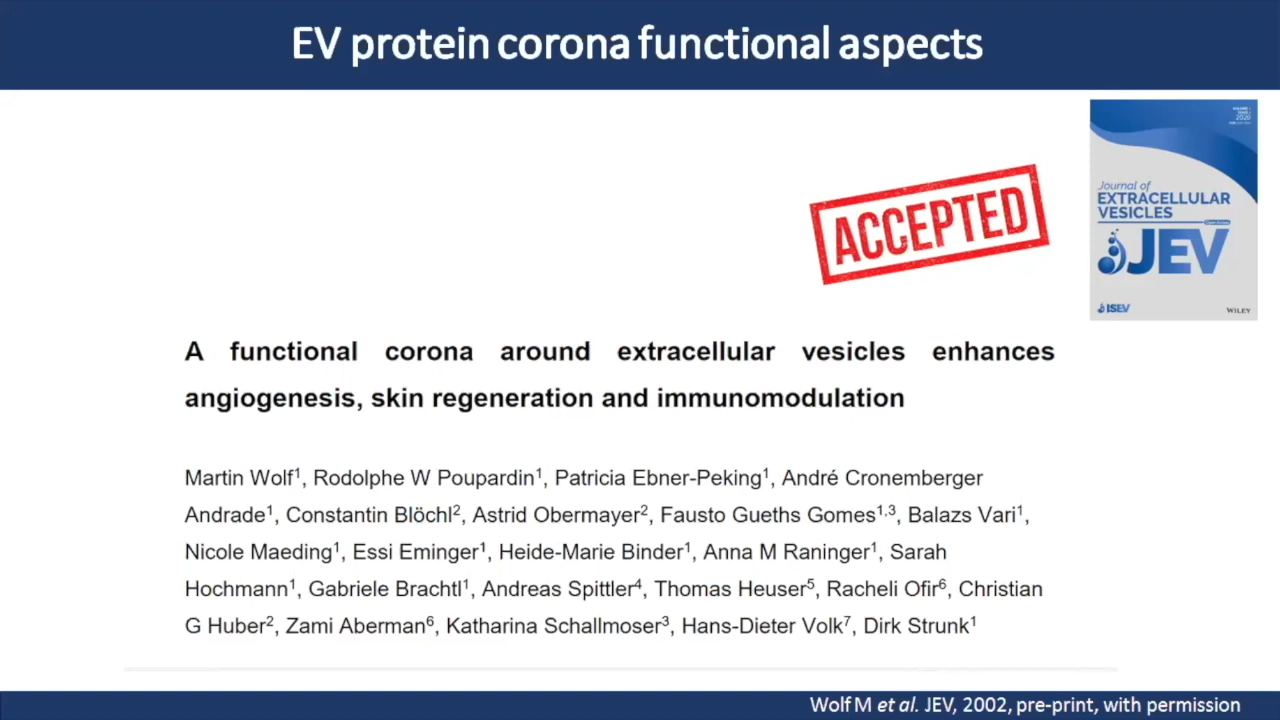 EV protein corona functional aspects
ACCEPTED
2020
Journal of
EXTRACELLULAR
VESICLES
JEV
ISEV WILEY
A functional corona around extracellular vesicles enhances
angiogenesis, skin regeneration and immunomodulation
Martin Wolf¹, Rodolphe W Poupardin¹, Patricia Ebner-Peking¹, André Cronemberger
Andrade¹, Constantin Blöchl², Astrid Obermayer², Fausto Gueths Gomes¹,³, Balazs Vari¹,
Nicole Maeding¹, Essi Eminger¹, Heide-Marie Binder¹, Anna M Raninger¹, Sarah
Hochmann¹, Gabriele Brachtl¹, Andreas Spittler⁴, Thomas Heuser⁵, Racheli Ofir⁶, Christian
G Huber², Zami Aberman⁶, Katharina Schallmoser³, Hans-Dieter Volk⁷, Dirk Strunk¹
Wolf M et al. JEV, 2002, pre-print, with permission